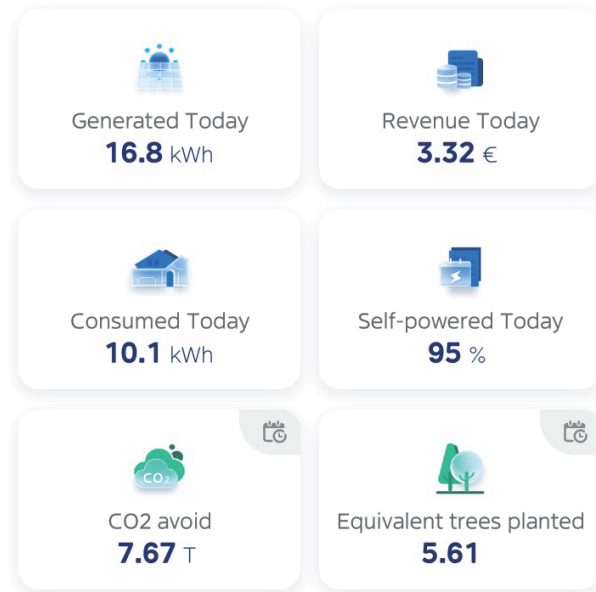 Generated Today
16.8 kWh
Revenue Today
3.32 €
Consumed Today
10.1 kWh
Self-powered Today
95 %
CO2
CO2 avoid
7.67 T
Equivalent trees planted
5.61